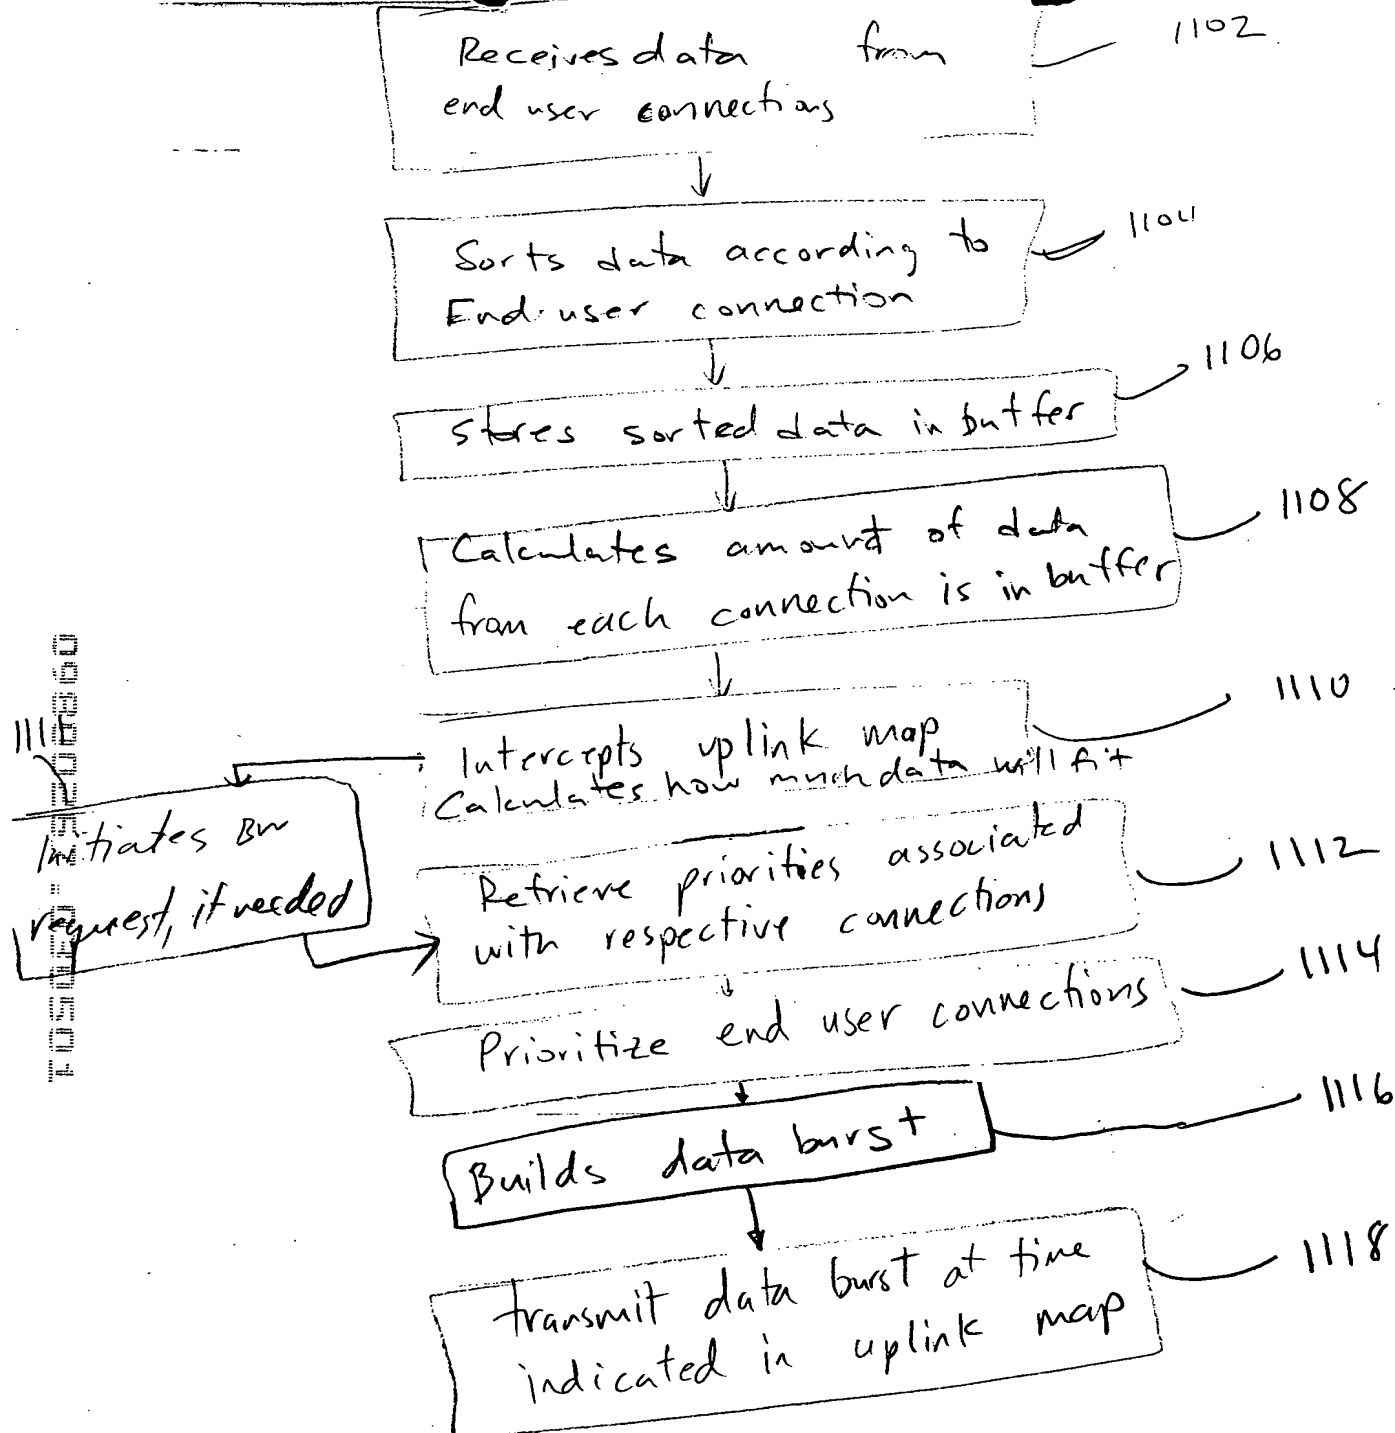 Receives data from
end user connections
1102
Sorts data according to
End-user connection
1104
Stores sorted data in buffer
1106
Calculates amount of data
from each connection is in buffer
1108
Intercepts uplink map
Calculates how much data will fit
1110
1111
Initiates BW
request, if needed
Retrieve priorities associated
with respective connections
1112
Prioritize end user connections
1114
Builds data burst
1116
transmit data burst at time
indicated in uplink map
1118